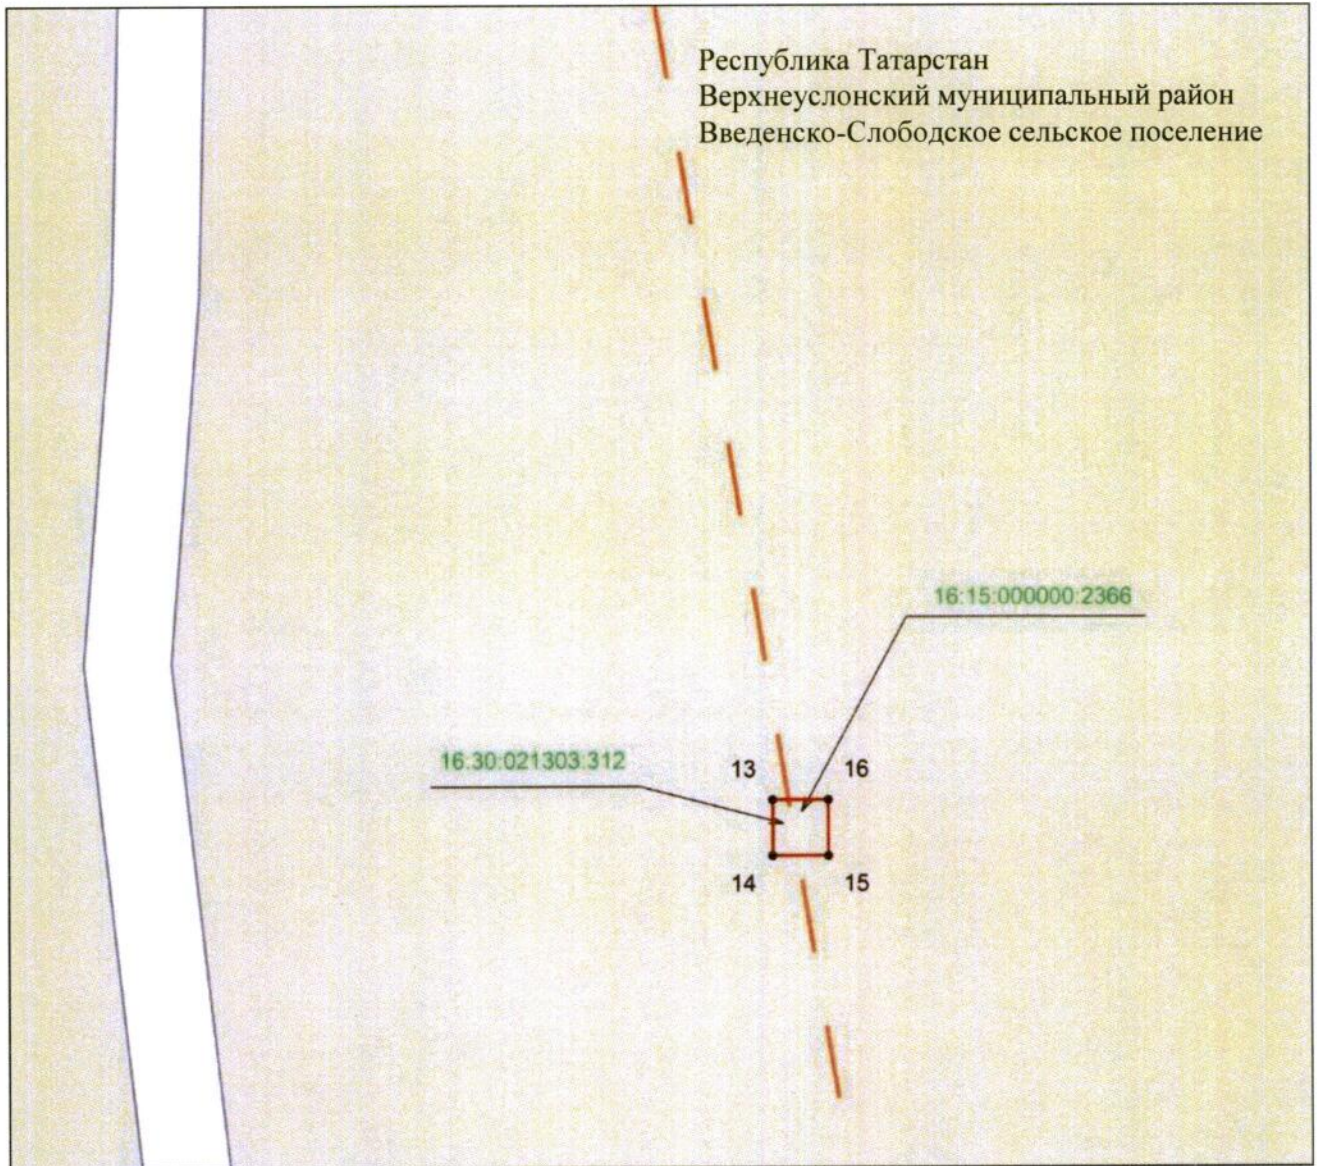 Республика Татарстан
Верхнеуслонский муниципальный район
Введенско-Слободское сельское поселение
16:15:000000:2366
16:30:021303:312
13
16
14
15